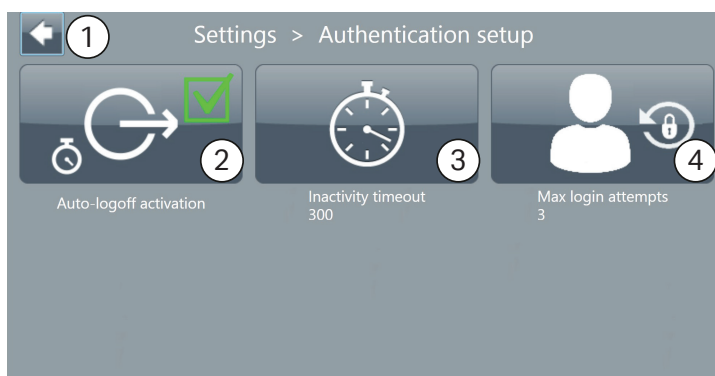 1
Settings > Authentication setup
2
3
4
Auto-logoff activation
Inactivity timeout
300
Max login attempts
3